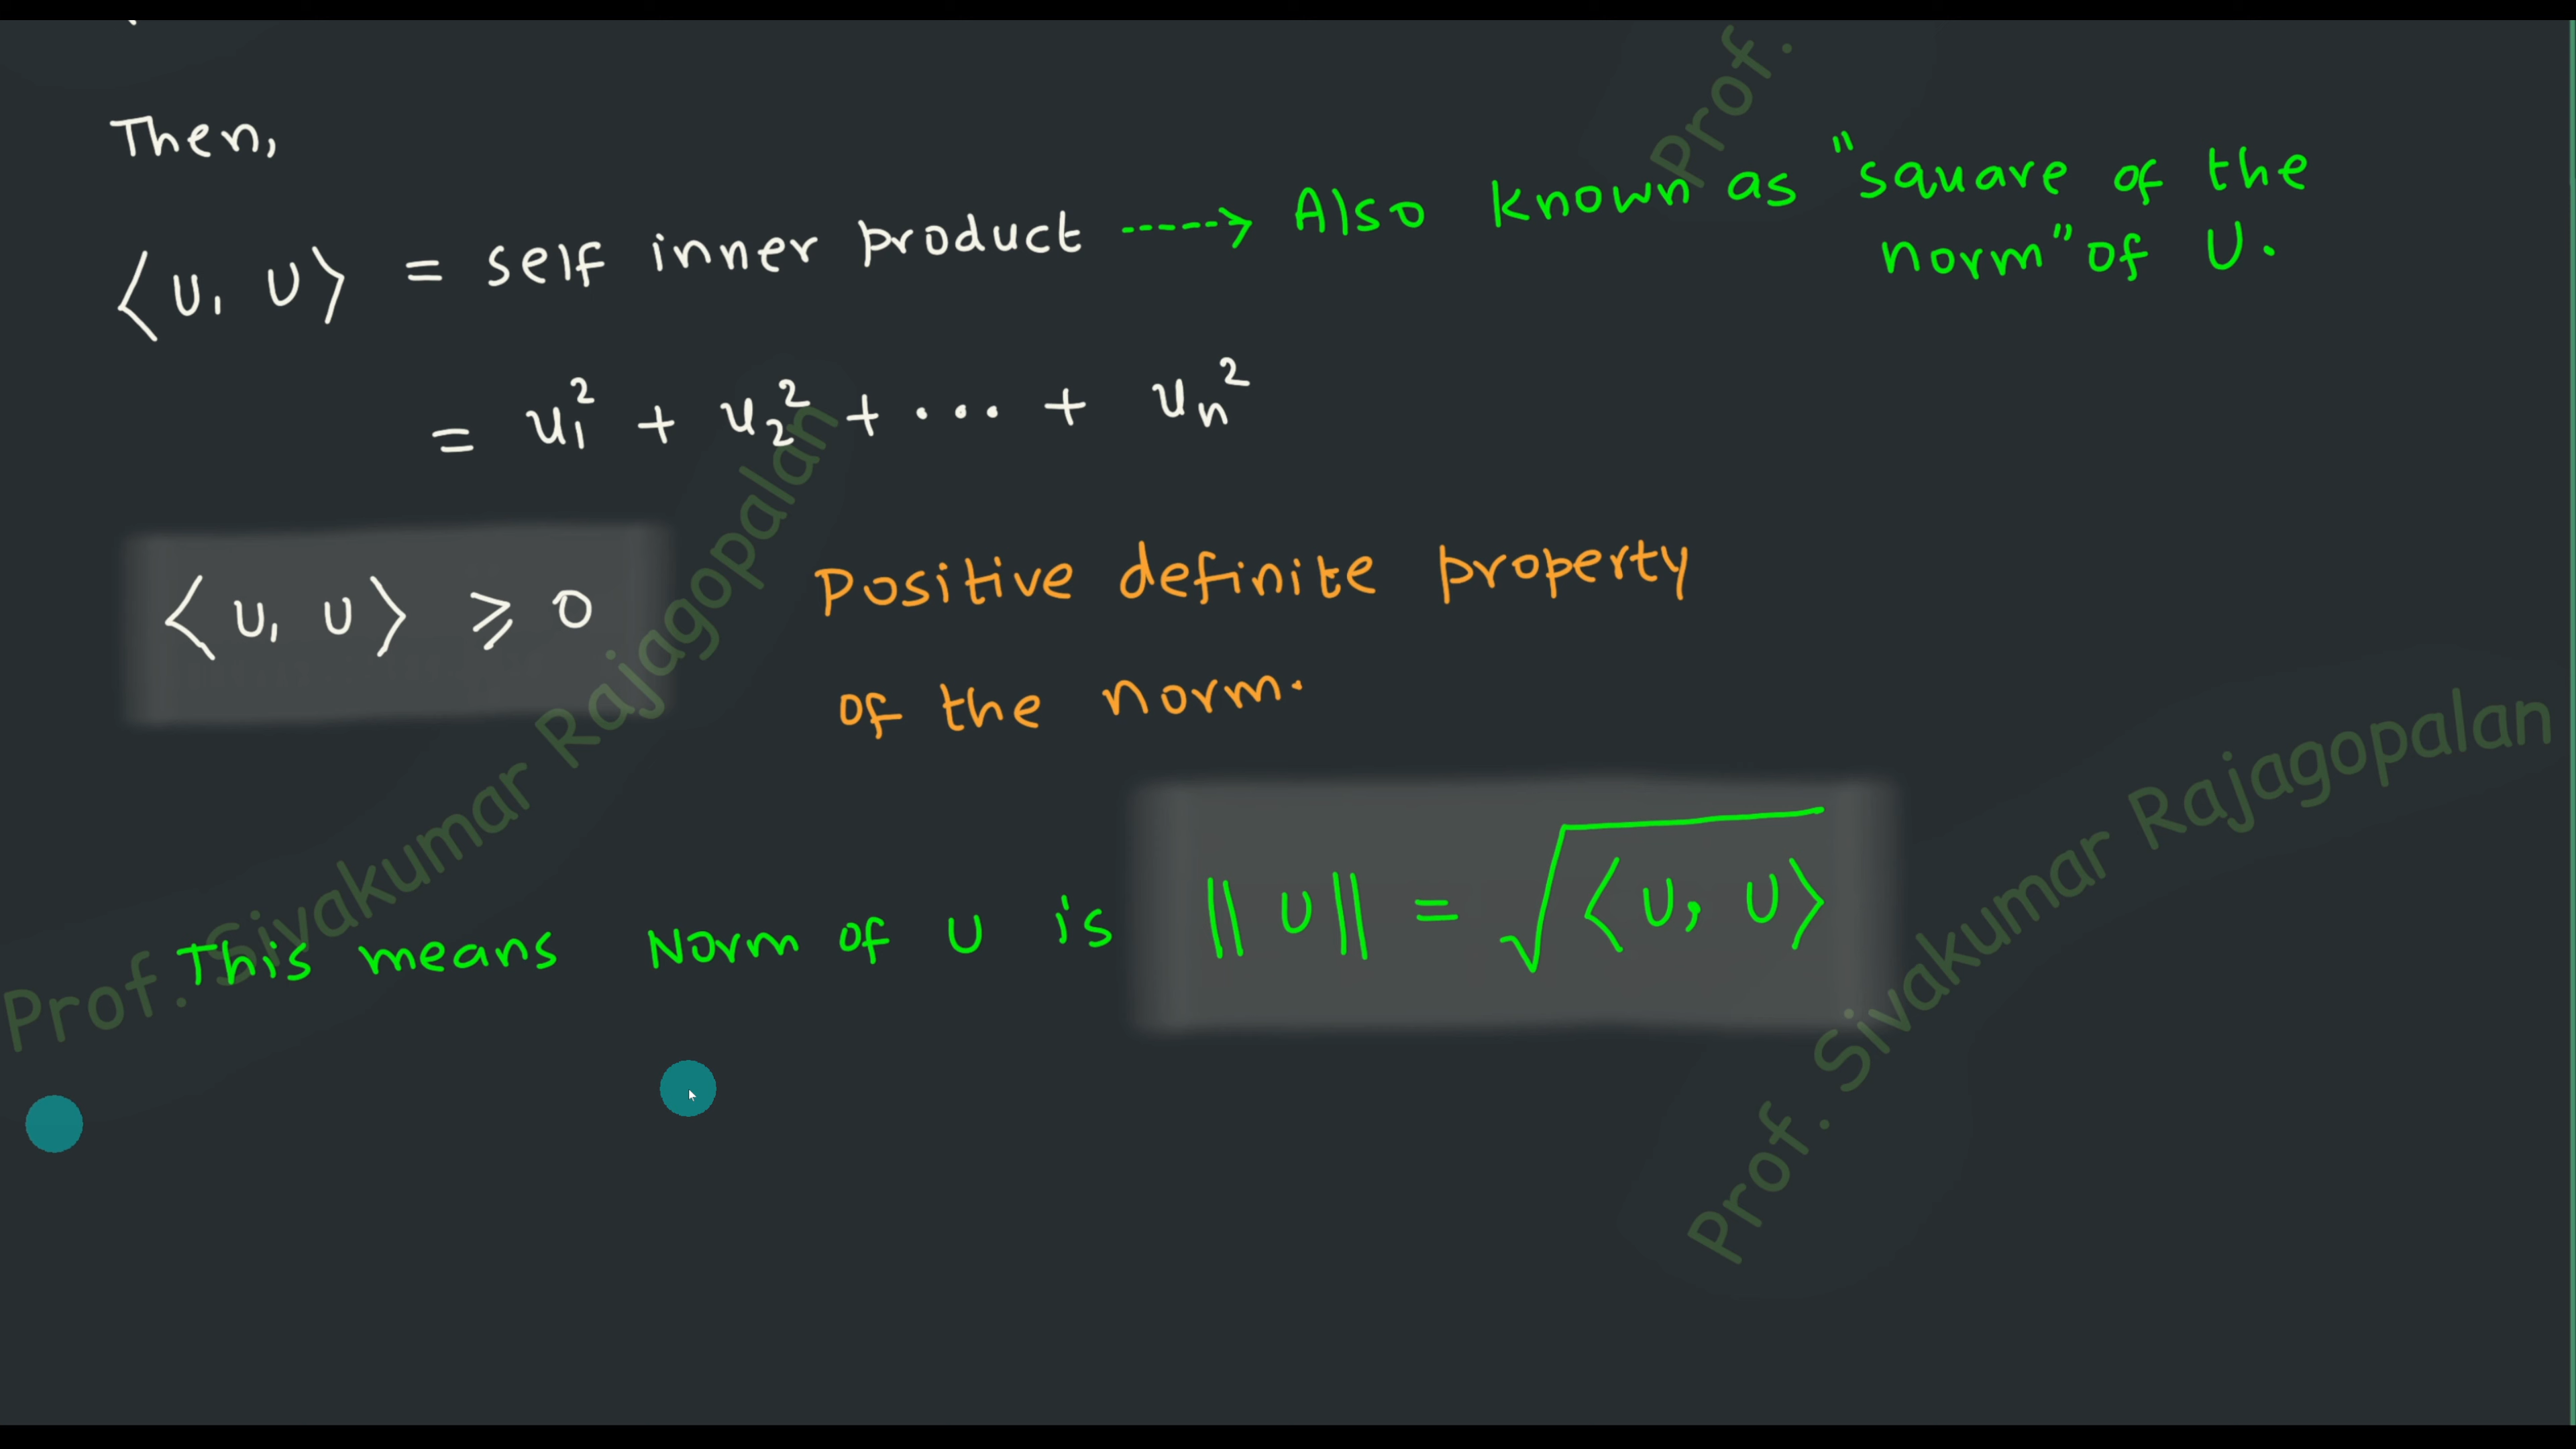 Then,
⟨U, U⟩ = self inner product -----> Also known as "square of the
norm" of U.
= u₁² + u₂² + ... + uₙ²
⟨U, U⟩ ⩾ 0 Positive definite property
of the norm.
This means Norm of U is ‖U‖ = √⟨U, U⟩
Prof. Sivakumar Rajagopalan
Prof. Sivakumar Rajagopalan
Prof.